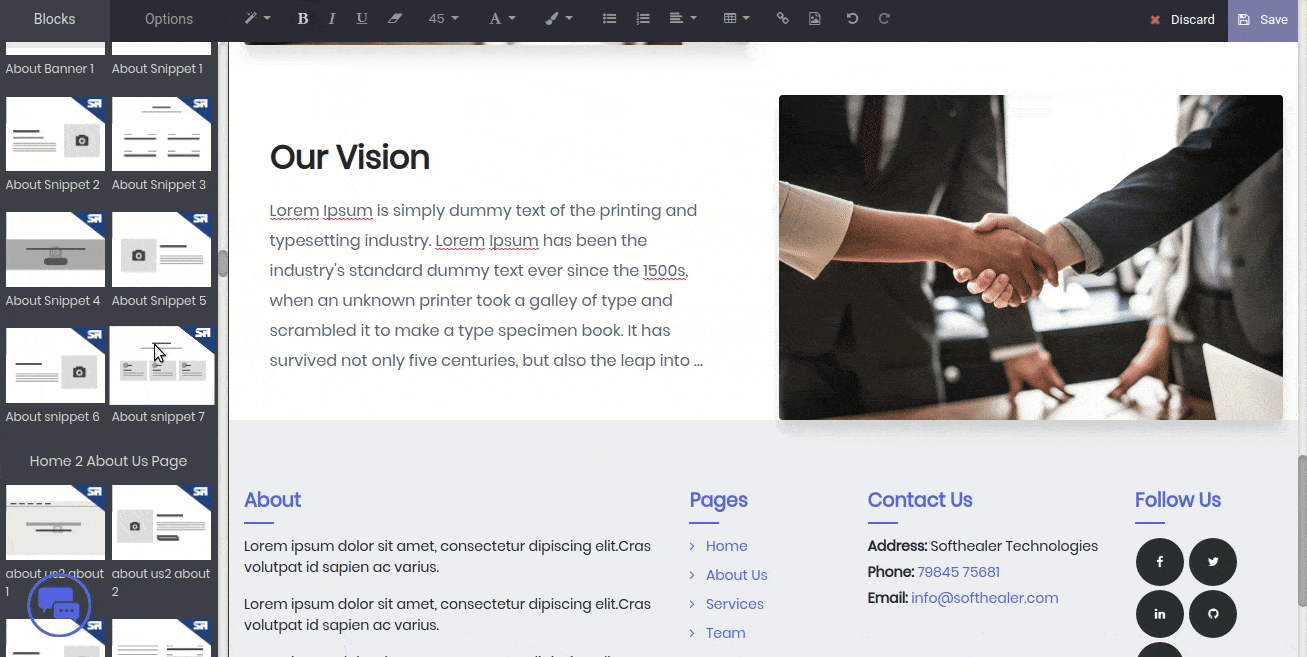 Blocks
Options
B I U
45
A
Discard
Save
About Banner 1
About Snippet 1
About Snippet 2
About Snippet 3
About Snippet 4
About Snippet 5
About snippet 6
About snippet 7
Home 2 About Us Page
about us2 about 1
about us2 about 2
Our Vision
Lorem Ipsum is simply dummy text of the printing and
typesetting industry. Lorem Ipsum has been the
industry's standard dummy text ever since the 1500s,
when an unknown printer took a galley of type and
scrambled it to make a type specimen book. It has
survived not only five centuries, but also the leap into ...
About
Lorem ipsum dolor sit amet, consectetur dipiscing elit.Cras
volutpat id sapien ac varius.
Lorem ipsum dolor sit amet, consectetur dipiscing elit.Cras
volutpat id sapien ac varius.
Pages
Home
About Us
Services
Team
Contact Us
Address: Softhealer Technologies
Phone: 79845 75681
Email: info@softhealer.com
Follow Us